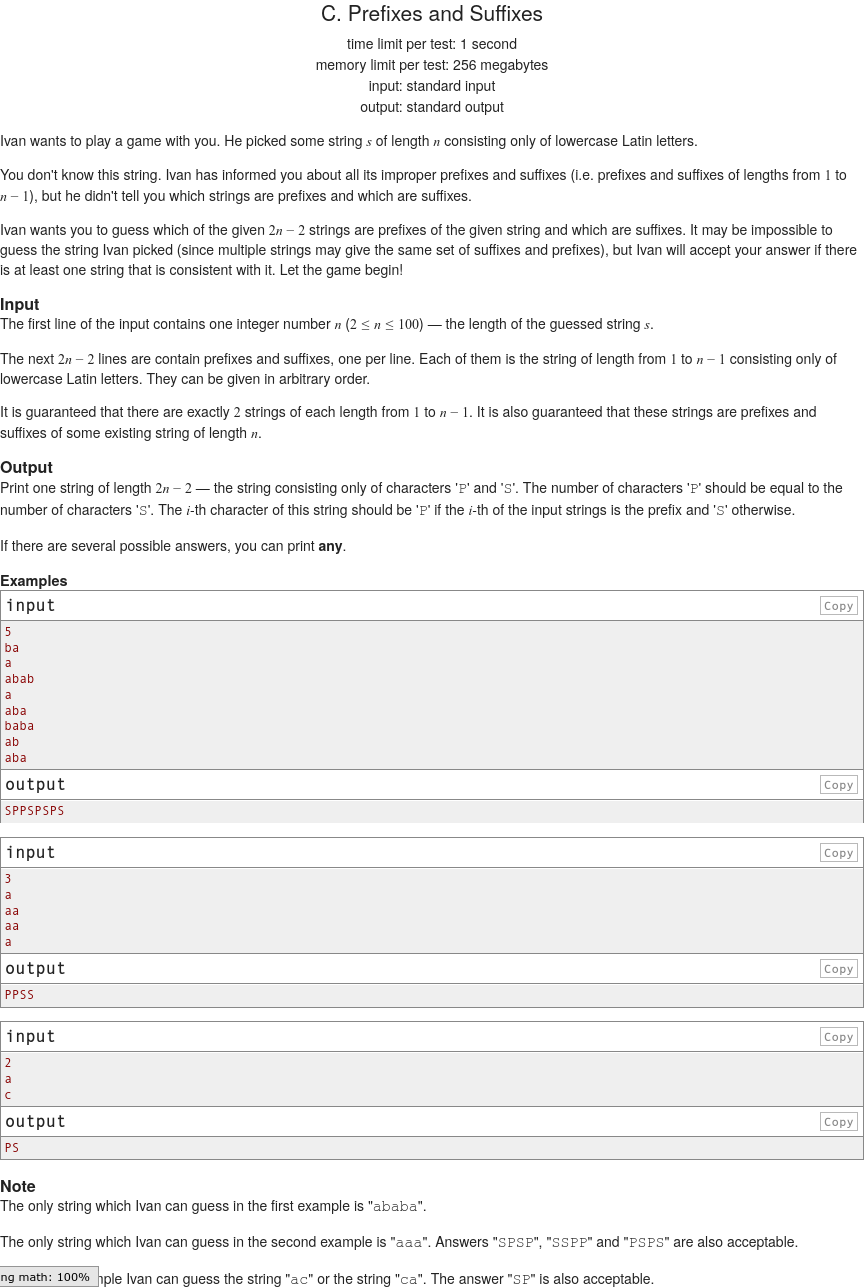 C. Prefixes and Suffixes
time limit per test: 1 second
memory limit per test: 256 megabytes
input: standard input
output: standard output
Ivan wants to play a game with you. He picked some string s of length n consisting only of lowercase Latin letters.
You don't know this string. Ivan has informed you about all its improper prefixes and suffixes (i.e. prefixes and suffixes of lengths from 1 to
n − 1), but he didn't tell you which strings are prefixes and which are suffixes.
Ivan wants you to guess which of the given 2n − 2 strings are prefixes of the given string and which are suffixes. It may be impossible to
guess the string Ivan picked (since multiple strings may give the same set of suffixes and prefixes), but Ivan will accept your answer if there
is at least one string that is consistent with it. Let the game begin!
Input
The first line of the input contains one integer number n (2 ≤ n ≤ 100) — the length of the guessed string s.
The next 2n − 2 lines are contain prefixes and suffixes, one per line. Each of them is the string of length from 1 to n − 1 consisting only of
lowercase Latin letters. They can be given in arbitrary order.
It is guaranteed that there are exactly 2 strings of each length from 1 to n − 1. It is also guaranteed that these strings are prefixes and
suffixes of some existing string of length n.
Output
Print one string of length 2n − 2 — the string consisting only of characters 'P' and 'S'. The number of characters 'P' should be equal to the
number of characters 'S'. The i-th character of this string should be 'P' if the i-th of the input strings is the prefix and 'S' otherwise.
If there are several possible answers, you can print any.
Examples
input
Copy
5
ba
a
abab
a
aba
baba
ab
aba
output
Copy
SPPSPSPS
input
Copy
3
a
aa
aa
a
output
Copy
PPSS
input
Copy
2
a
c
output
Copy
PS
Note
The only string which Ivan can guess in the first example is "ababa".
The only string which Ivan can guess in the second example is "aaa". Answers "SPSP", "SSPP" and "PSPS" are also acceptable.
ng math: 100%
mple Ivan can guess the string "ac" or the string "ca". The answer "SP" is also acceptable.